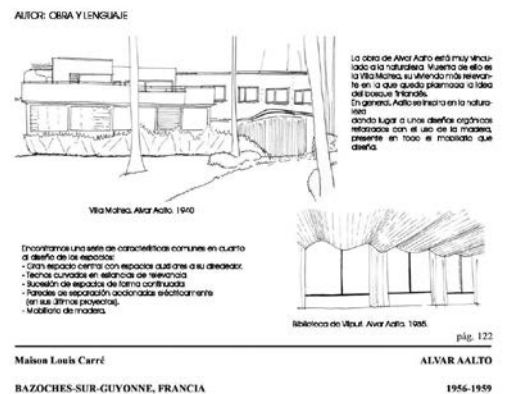 AUTOR: OBRA Y LENGUAJE
La obra de Alvar Aalto está muy vincu-
lada a la naturaleza. Muestra de ello es
la Villa Mairea, su vivienda más relevan-
te en la que queda plasmada la idea
del bosque finlandés.
En general, Aalto se inspira en la natura-
leza
dando lugar a unos diseños orgánicos
reforzados con el uso de la madera,
presente en todo el mobiliario que
diseña.
Villa Mairea. Alvar Aalto. 1940
Encontramos una serie de características comunes en cuanto
al diseño de los espacios:
- Gran espacio central con espacios auxiliares a su alrededor.
- Techos curvados en estancias de relevancia
- Sucesión de espacios de forma continuada
- Paredes de separación accionadas eléctricamente
(en sus últimos proyectos).
- Mobiliario de madera.
Biblioteca de Viipuri. Alvar Aalto. 1935.
pág. 122
Maison Louis Carré
ALVAR AALTO
BAZOCHES-SUR-GUYONNE, FRANCIA
1956-1959